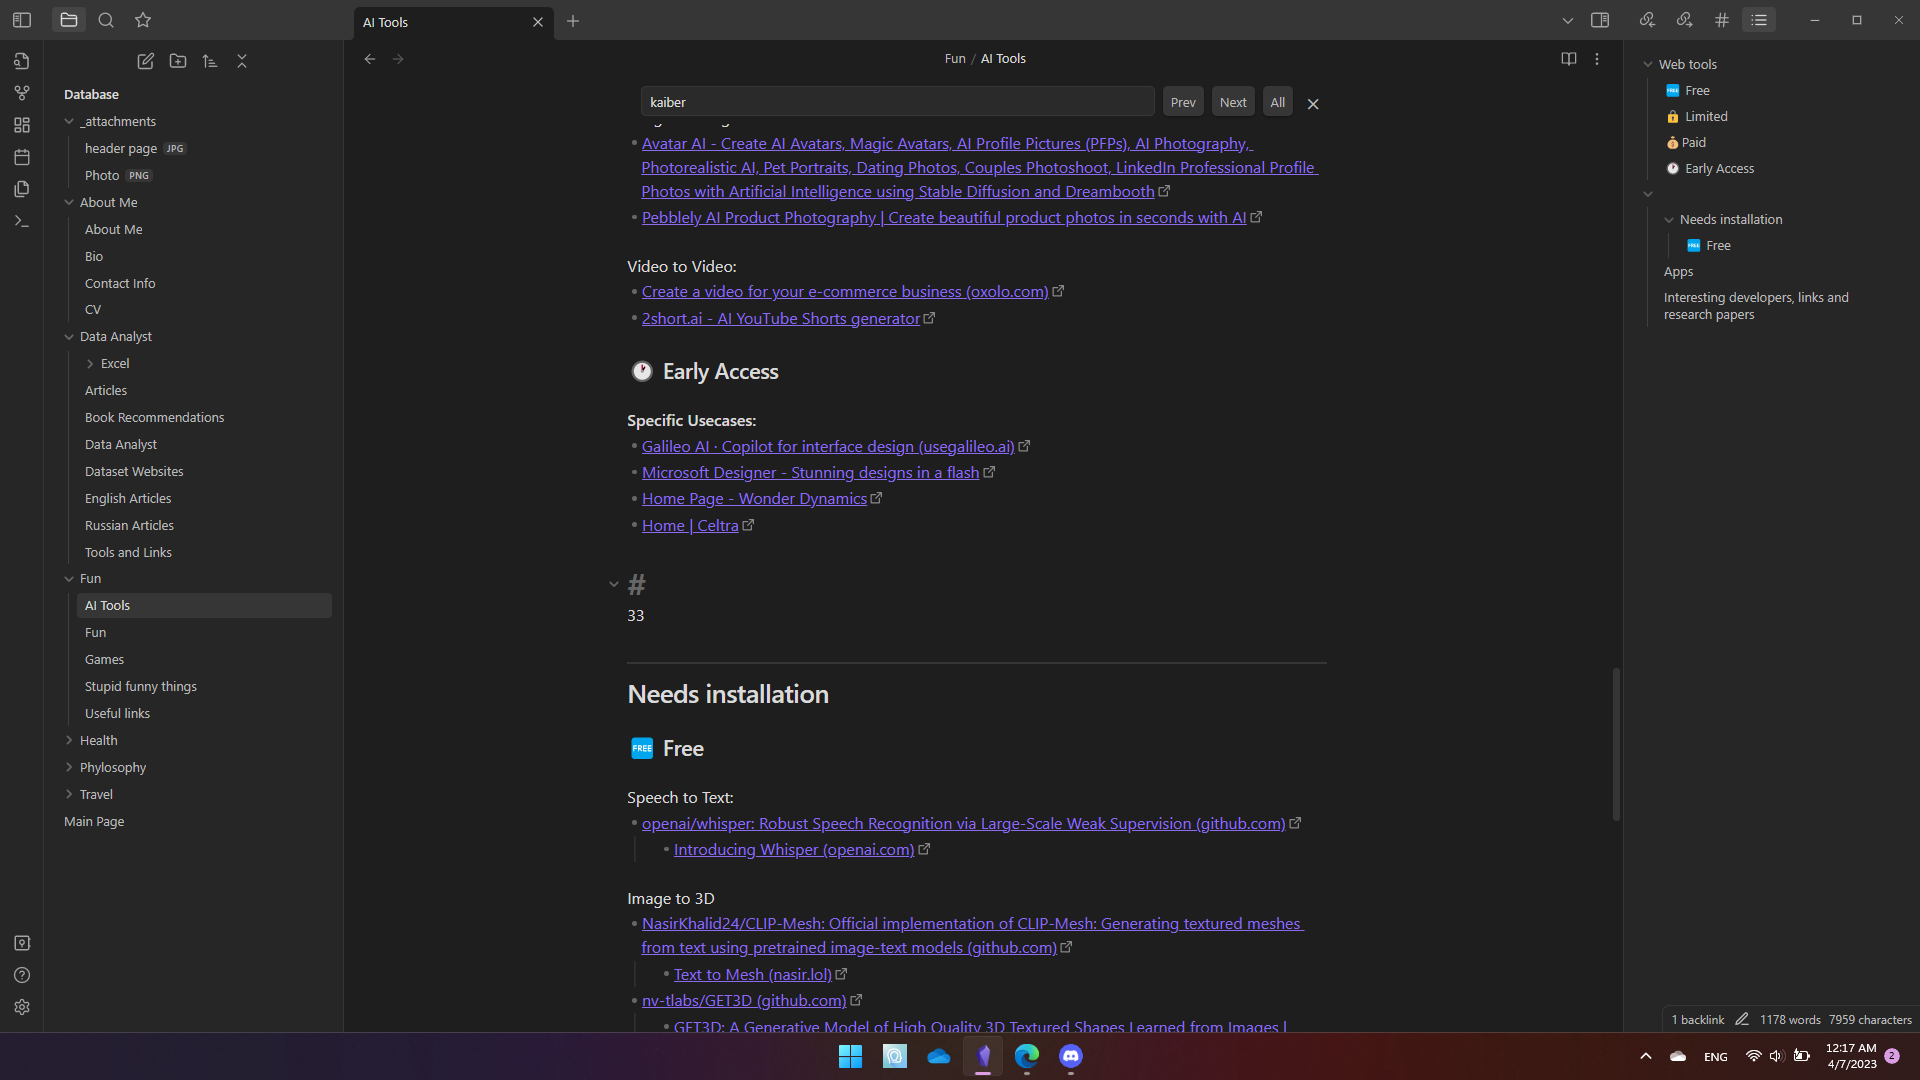 AI Tools
Database
_attachments
header page JPG
Photo PNG
About Me
About Me
Bio
Contact Info
CV
Data Analyst
Excel
Articles
Book Recommendations
Data Analyst
Dataset Websites
English Articles
Russian Articles
Tools and Links
Fun
AI Tools
Fun
Games
Stupid funny things
Useful links
Health
Phylosophy
Travel
Main Page
Fun / AI Tools
kaiber Prev Next All
Avatar AI - Create AI Avatars, Magic Avatars, AI Profile Pictures (PFPs), AI Photography,
Photorealistic AI, Pet Portraits, Dating Photos, Couples Photoshoot, LinkedIn Professional Profile
Photos with Artificial Intelligence using Stable Diffusion and Dreambooth
Pebblely AI Product Photography | Create beautiful product photos in seconds with AI
Video to Video:
Create a video for your e-commerce business (oxolo.com)
2short.ai - AI YouTube Shorts generator
Early Access
Specific Usecases:
Galileo AI · Copilot for interface design (usegalileo.ai)
Microsoft Designer - Stunning designs in a flash
Home Page - Wonder Dynamics
Home | Celtra
#
33
Needs installation
FREE Free
Speech to Text:
openai/whisper: Robust Speech Recognition via Large-Scale Weak Supervision (github.com)
Introducing Whisper (openai.com)
Image to 3D
NasirKhalid24/CLIP-Mesh: Official implementation of CLIP-Mesh: Generating textured meshes
from text using pretrained image-text models (github.com)
Text to Mesh (nasir.lol)
nv-tlabs/GET3D (github.com)
GET3D: A Generative Model of High Quality 3D Textured Shapes Learned from Images |
Web tools
FREE Free
Limited
Paid
Early Access
Needs installation
FREE Free
Apps
Interesting developers, links and
research papers
1 backlink 1178 words 7959 characters
ENG
12:17 AM
4/7/2023
2